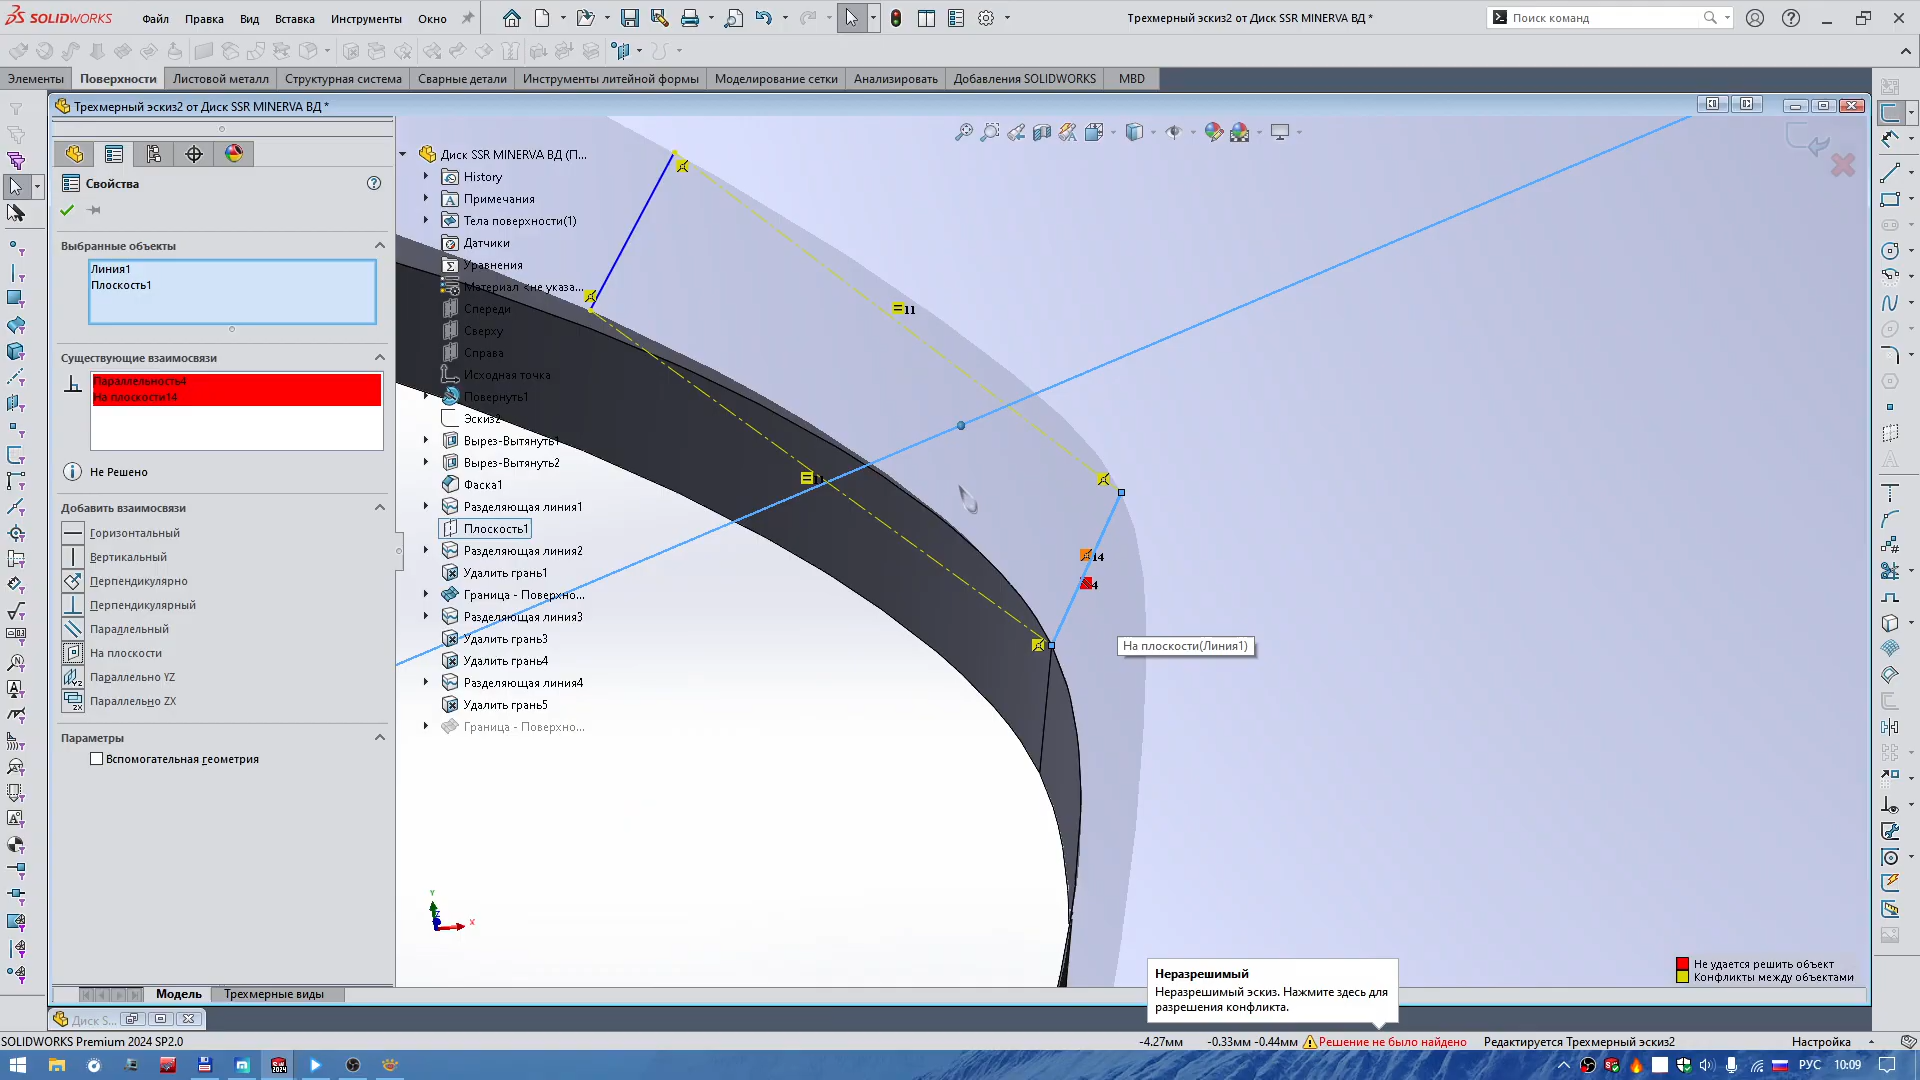 SOLIDWORKS
Файл
Правка
Вид
Вставка
Инструменты
Окно
Трехмерный эскиз2 от Диск SSR MINERVA ВД *
Поиск команд
Элементы
Поверхности
Листовой металл
Структурная система
Сварные детали
Инструменты литейной формы
Моделирование сетки
Анализировать
Добавления SOLIDWORKS
MBD
Трехмерный эскиз2 от Диск SSR MINERVA ВД *
Свойства
Выбранные объекты
Линия1
Плоскость1
Существующие взаимосвязи
Параллельность4
На плоскости14
Не Решено
Добавить взаимосвязи
Горизонтальный
Вертикальный
Перпендикулярно
Перпендикулярный
Параллельный
На плоскости
Параллельно YZ
Параллельно ZX
Параметры
Вспомогательная геометрия
Диск SSR MINERVA ВД (П...
History
Примечания
Тела поверхности(1)
Датчики
Уравнения
Материал <не указа...
Спереди
Сверху
Справа
Исходная точка
Повернуть1
Эскиз2
Вырез-Вытянуть1
Вырез-Вытянуть2
Фаска1
Разделяющая линия1
Плоскость1
Разделяющая линия2
Удалить грань1
Граница - Поверхно...
Разделяющая линия3
Удалить грань3
Удалить грань4
Разделяющая линия4
Удалить грань5
Граница - Поверхно...
11
14
4
На плоскости(Линия1)
Y
Z
X
Неразрешимый
Неразрешимый эскиз. Нажмите здесь для
разрешения конфликта.
Не удается решить объект
Конфликты между объектами
Модель
Трехмерные виды
Диск S...
SOLIDWORKS Premium 2024 SP2.0
-4.27мм
-0.33мм -0.44мм
Решение не было найдено
Редактируется Трехмерный эскиз2
Настройка
РУС
10:09